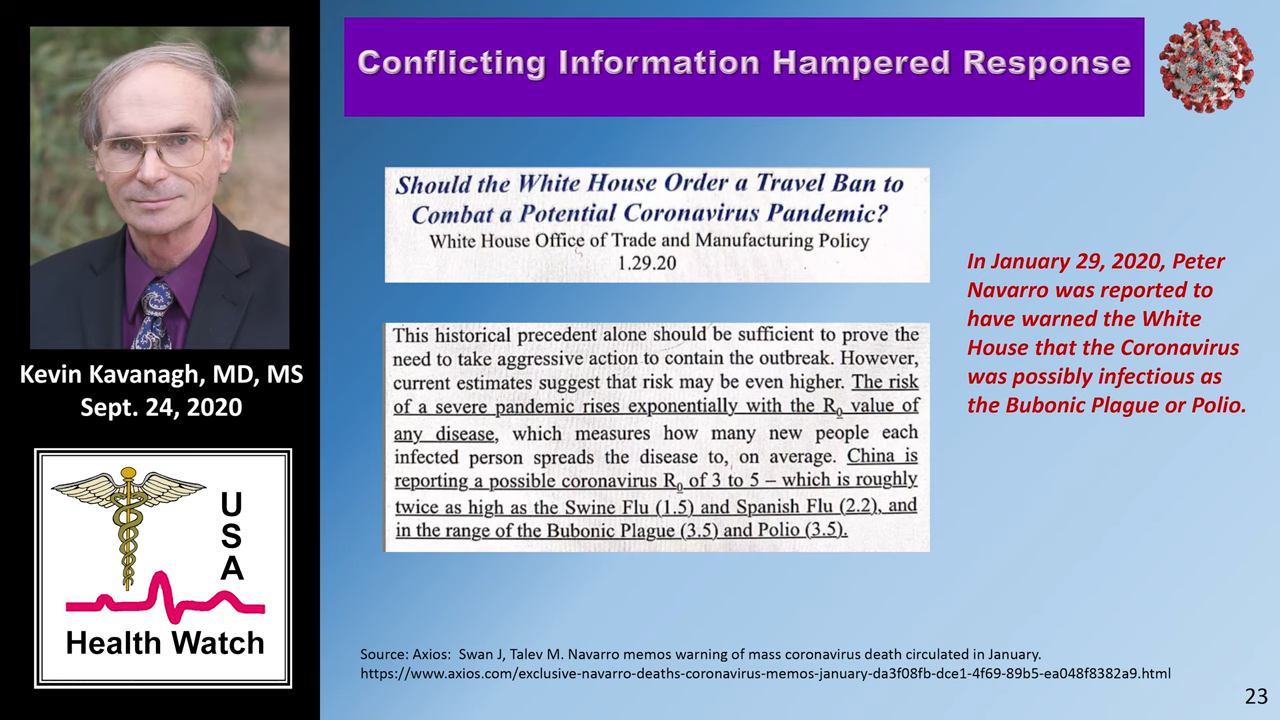 Conflicting Information Hampered Response
Kevin Kavanagh, MD, MS
Sept. 24, 2020
U
S
A
Health Watch
Should the White House Order a Travel Ban to
Combat a Potential Coronavirus Pandemic?
White House Office of Trade and Manufacturing Policy
1.29.20
This historical precedent alone should be sufficient to prove the
need to take aggressive action to contain the outbreak. However,
current estimates suggest that risk may be even higher. The risk
of a severe pandemic rises exponentially with the R₀ value of
any disease, which measures how many new people each
infected person spreads the disease to, on average. China is
reporting a possible coronavirus R₀ of 3 to 5 – which is roughly
twice as high as the Swine Flu (1.5) and Spanish Flu (2.2), and
in the range of the Bubonic Plague (3.5) and Polio (3.5).
In January 29, 2020, Peter
Navarro was reported to
have warned the White
House that the Coronavirus
was possibly infectious as
the Bubonic Plague or Polio.
Source: Axios: Swan J, Talev M. Navarro memos warning of mass coronavirus death circulated in January.
https://www.axios.com/exclusive-navarro-deaths-coronavirus-memos-january-da3f08fb-dce1-4f69-89b5-ea048f8382a9.html
23